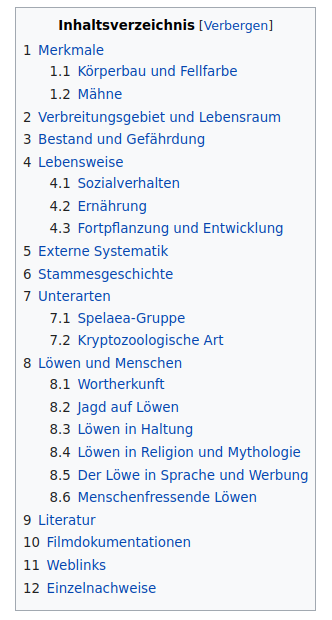 Inhaltsverzeichnis [Verbergen]
1 Merkmale
1.1 Körperbau und Fellfarbe
1.2 Mähne
2 Verbreitungsgebiet und Lebensraum
3 Bestand und Gefährdung
4 Lebensweise
4.1 Sozialverhalten
4.2 Ernährung
4.3 Fortpflanzung und Entwicklung
5 Externe Systematik
6 Stammesgeschichte
7 Unterarten
7.1 Spelaea-Gruppe
7.2 Kryptozoologische Art
8 Löwen und Menschen
8.1 Wortherkunft
8.2 Jagd auf Löwen
8.3 Löwen in Haltung
8.4 Löwen in Religion und Mythologie
8.5 Der Löwe in Sprache und Werbung
8.6 Menschenfressende Löwen
9 Literatur
10 Filmdokumentationen
11 Weblinks
12 Einzelnachweise